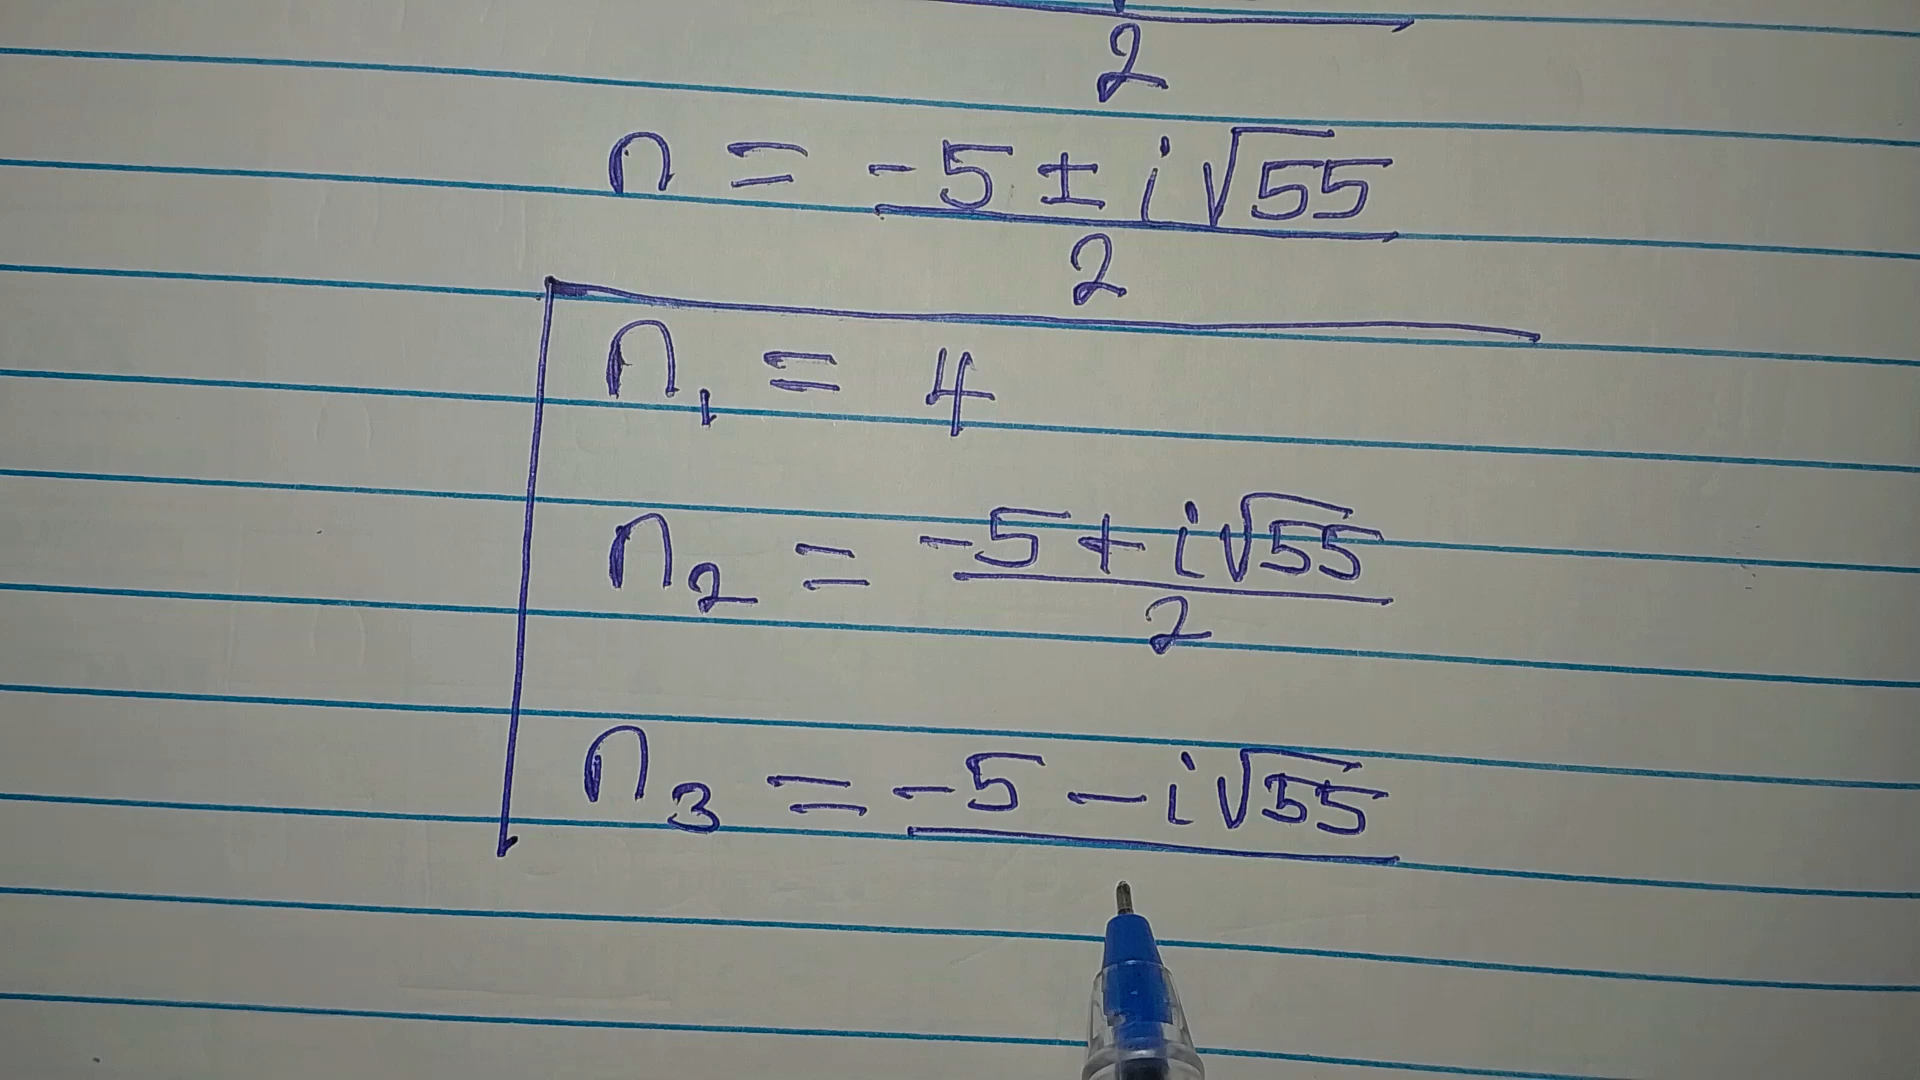 2
n = -5 ± i√55
2
n₁ = 4
n₂ = -5 + i√55
2
n₃ = -5 - i√55